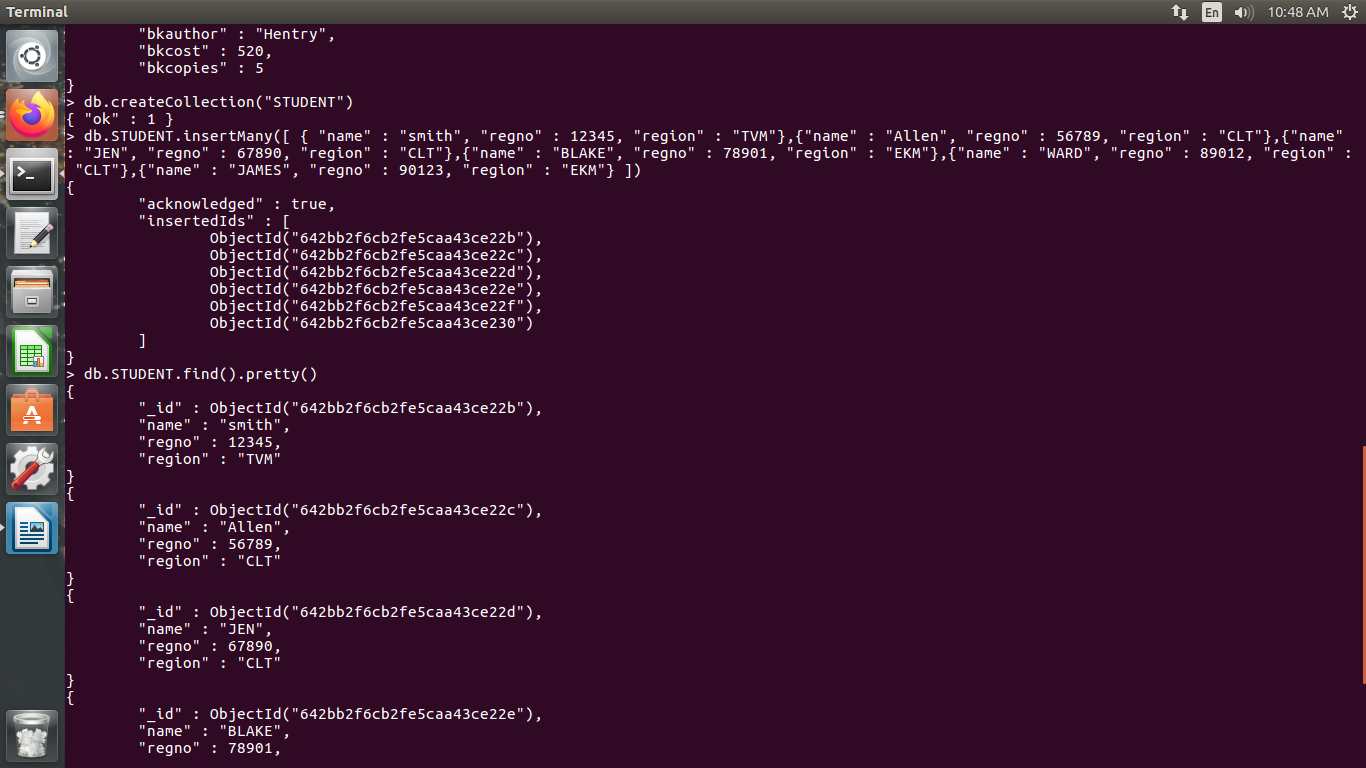 Terminal
En
10:48 AM
"bkauthor" : "Hentry",
"bkcost" : 520,
"bkcopies" : 5
}
> db.createCollection("STUDENT")
{ "ok" : 1 }
> db.STUDENT.insertMany([ { "name" : "smith", "regno" : 12345, "region" : "TVM"},{"name" : "Allen", "regno" : 56789, "region" : "CLT"},{"name"
: "JEN", "regno" : 67890, "region" : "CLT"},{"name" : "BLAKE", "regno" : 78901, "region" : "EKM"},{"name" : "WARD", "regno" : 89012, "region" :
"CLT"},{"name" : "JAMES", "regno" : 90123, "region" : "EKM"} ])
{
"acknowledged" : true,
"insertedIds" : [
ObjectId("642bb2f6cb2fe5caa43ce22b"),
ObjectId("642bb2f6cb2fe5caa43ce22c"),
ObjectId("642bb2f6cb2fe5caa43ce22d"),
ObjectId("642bb2f6cb2fe5caa43ce22e"),
ObjectId("642bb2f6cb2fe5caa43ce22f"),
ObjectId("642bb2f6cb2fe5caa43ce230")
]
}
> db.STUDENT.find().pretty()
{
"_id" : ObjectId("642bb2f6cb2fe5caa43ce22b"),
"name" : "smith",
"regno" : 12345,
"region" : "TVM"
}
{
"_id" : ObjectId("642bb2f6cb2fe5caa43ce22c"),
"name" : "Allen",
"regno" : 56789,
"region" : "CLT"
}
{
"_id" : ObjectId("642bb2f6cb2fe5caa43ce22d"),
"name" : "JEN",
"regno" : 67890,
"region" : "CLT"
}
{
"_id" : ObjectId("642bb2f6cb2fe5caa43ce22e"),
"name" : "BLAKE",
"regno" : 78901,